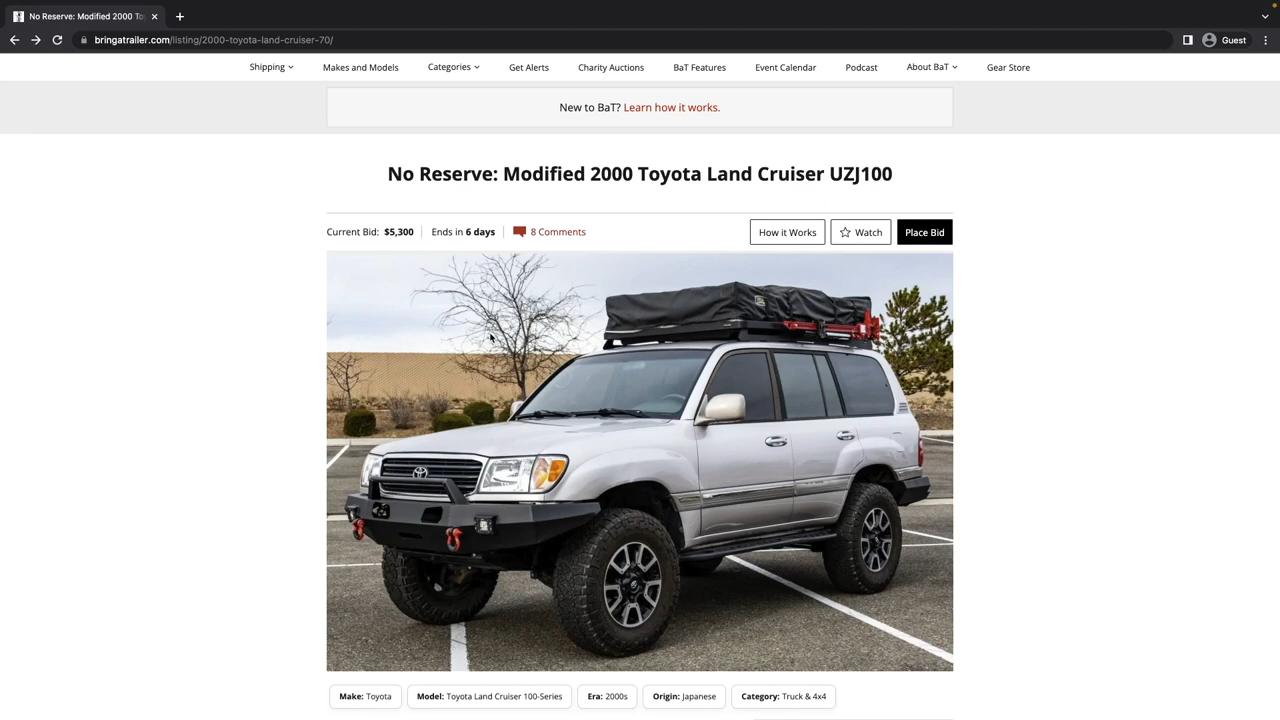 No Reserve: Modified 2000 To
bringatrailer.com/listing/2000-toyota-land-cruiser-70/
Guest
Shipping
Makes and Models
Categories
Get Alerts
Charity Auctions
BaT Features
Event Calendar
Podcast
About BaT
Gear Store
New to BaT? Learn how it works.
No Reserve: Modified 2000 Toyota Land Cruiser UZJ100
Current Bid: $5,300
Ends in 6 days
8 Comments
How it Works
Watch
Place Bid
Make: Toyota
Model: Toyota Land Cruiser 100-Series
Era: 2000s
Origin: Japanese
Category: Truck & 4x4